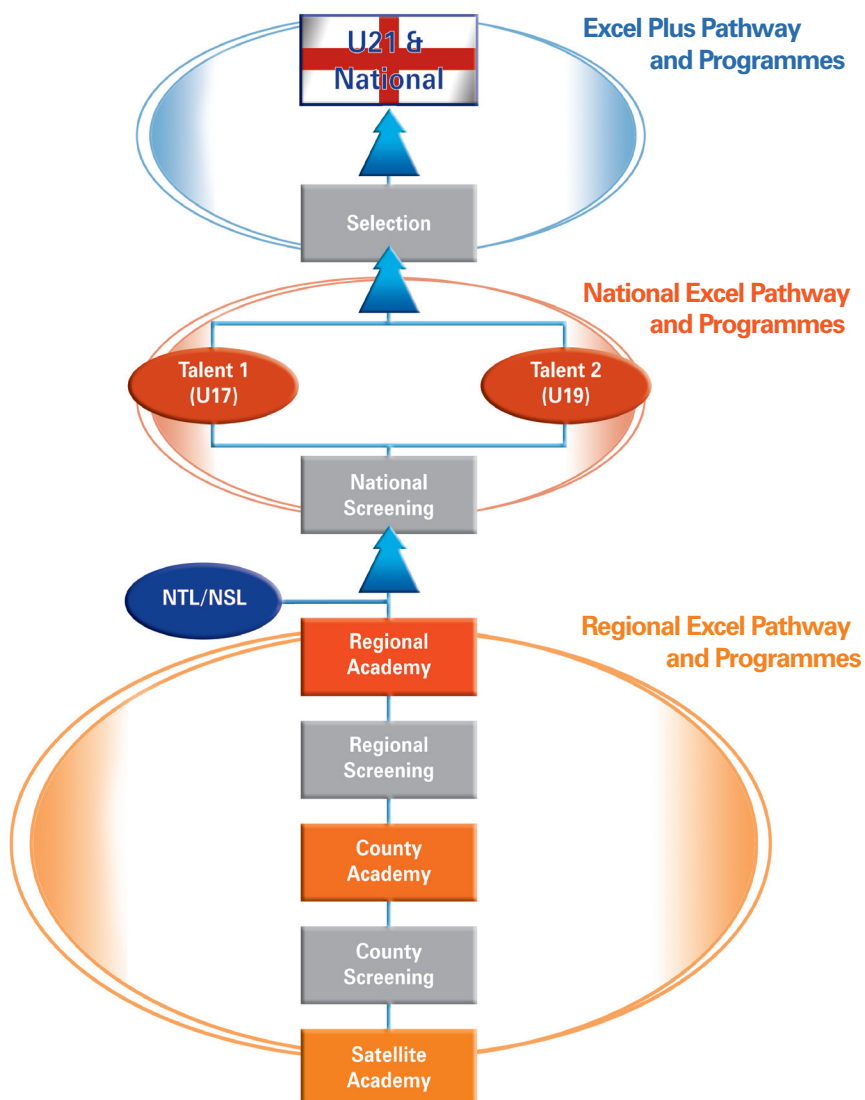 Excel Plus Pathway
and Programmes
U21 &
National
Selection
National Excel Pathway
and Programmes
Talent 1
(U17)
Talent 2
(U19)
National
Screening
NTL/NSL
Regional Excel Pathway
and Programmes
Regional
Academy
Regional
Screening
County
Academy
County
Screening
Satellite
Academy